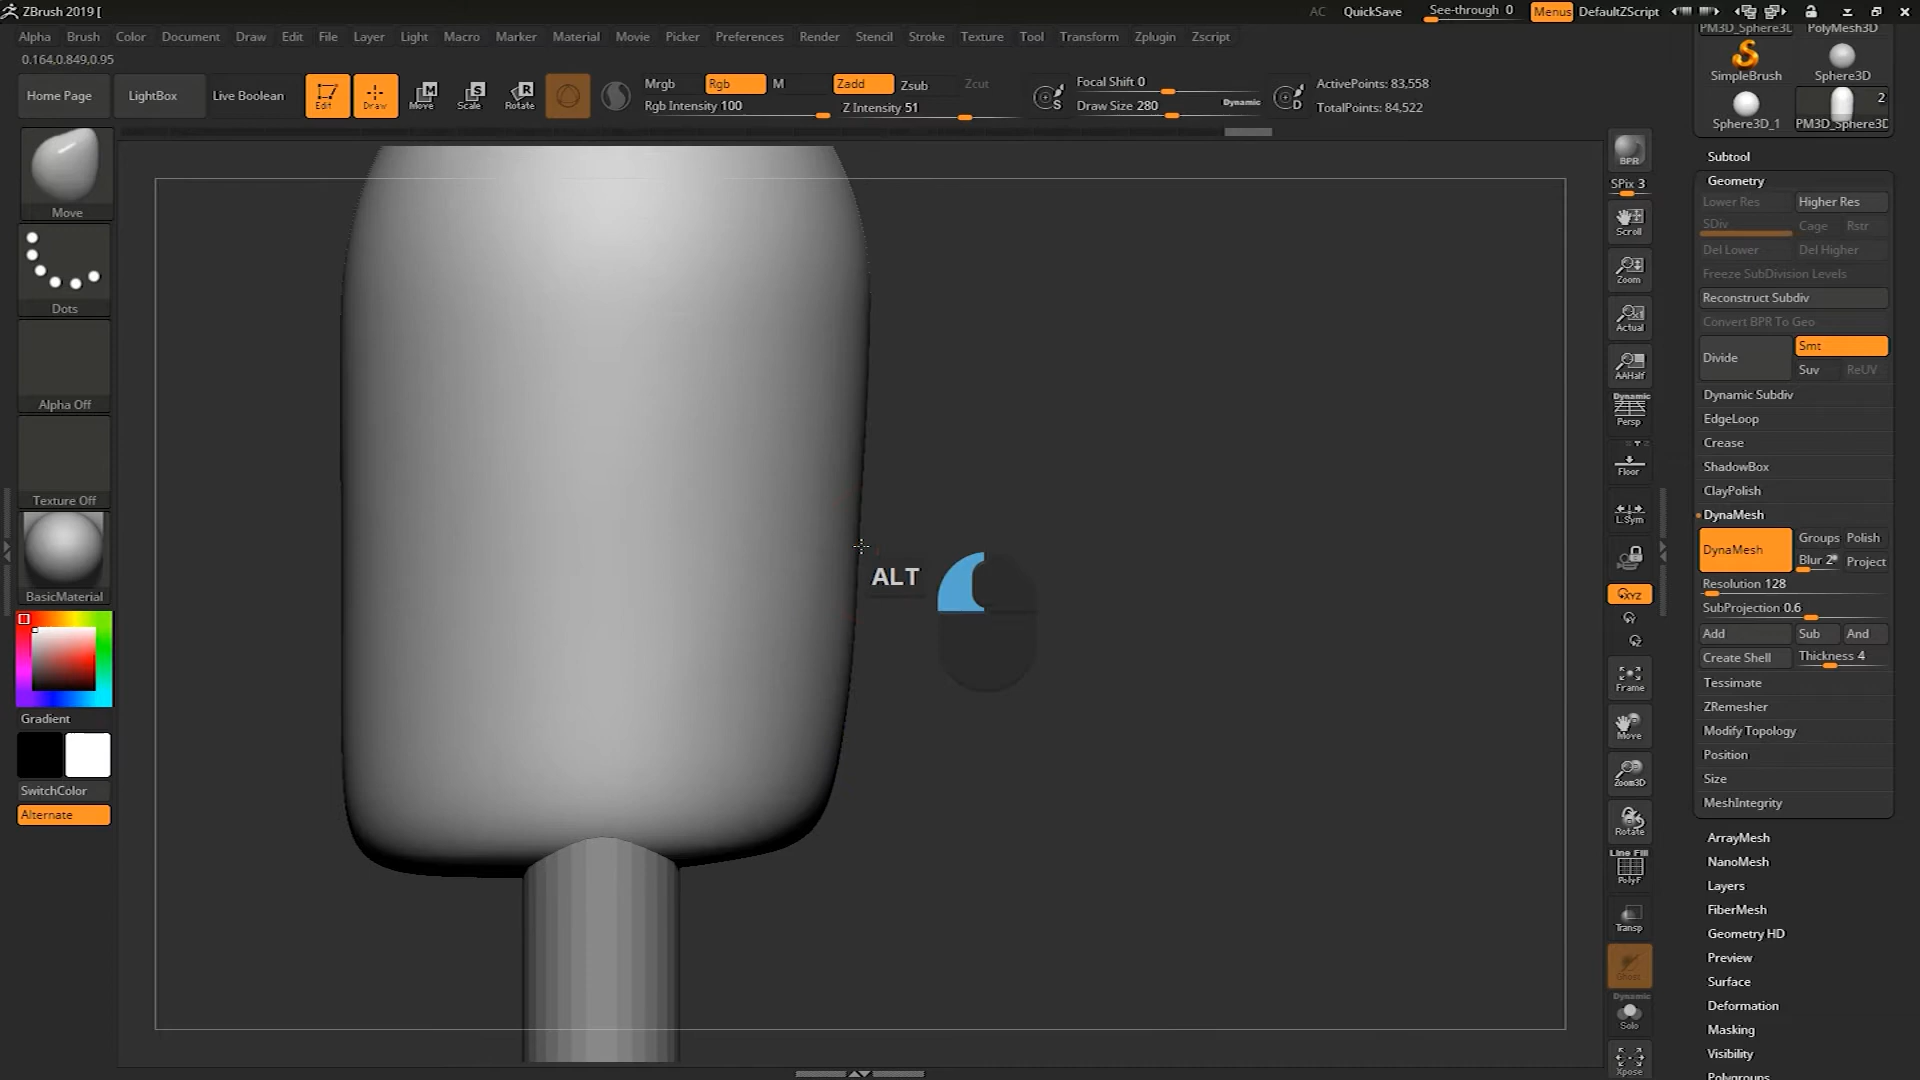 ZBrush 2019 [
AC QuickSave See-through 0 Menus DefaultZScript
Alpha Brush Color Document Draw Edit File Layer Light Macro Marker Material Movie Picker Preferences Render Stencil Stroke Texture Tool Transform Zplugin Zscript
0.164,0.849,0.95
Home Page LightBox Live Boolean Edit Draw Move Scale Rotate
M S R
Mrgb Rgb M Zadd Zsub Zcut
Rgb Intensity 100 Z Intensity 51
S Focal Shift 0
Draw Size 280 Dynamic
D ActivePoints: 83,558
TotalPoints: 84,522
PM3D_Sphere3D PolyMesh3D
SimpleBrush Sphere3D
2
Sphere3D_1 PM3D_Sphere3D
Move
Dots
Alpha Off
Texture Off
BasicMaterial
Gradient
SwitchColor
Alternate
ALT
BPR
SPix 3
Scroll
Zoom
Actual
AAHalf
Dynamic
Persp
Floor
L.Sym
XYZ
Frame
Move
Zoom3D
Rotate
Line Fill
PolyF
Transp
Ghost
Dynamic
Solo
Xpose
Subtool
Geometry
Lower Res Higher Res
SDiv Cage Rstr
Del Lower Del Higher
Freeze SubDivision Levels
Reconstruct Subdiv
Convert BPR To Geo
Divide Smt
Suv ReUV
Dynamic Subdiv
EdgeLoop
Crease
ShadowBox
ClayPolish
DynaMesh
DynaMesh Groups Polish
Blur 2 Project
Resolution 128
SubProjection 0.6
Add Sub And
Create Shell Thickness 4
Tessimate
ZRemesher
Modify Topology
Position
Size
MeshIntegrity
ArrayMesh
NanoMesh
Layers
FiberMesh
Geometry HD
Preview
Surface
Deformation
Masking
Visibility
Polygroups